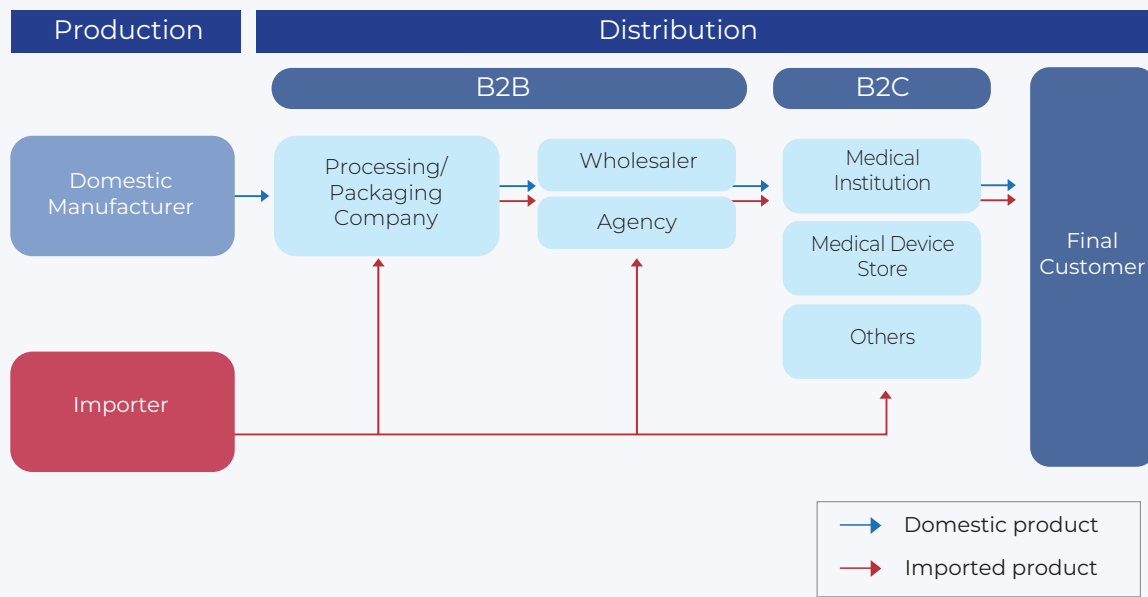 Production
Distribution
B2B
B2C
Domestic
Manufacturer
Processing/
Packaging
Company
Wholesaler
Agency
Medical
Institution
Medical Device
Store
Others
Final
Customer
Importer
Domestic product
Imported product